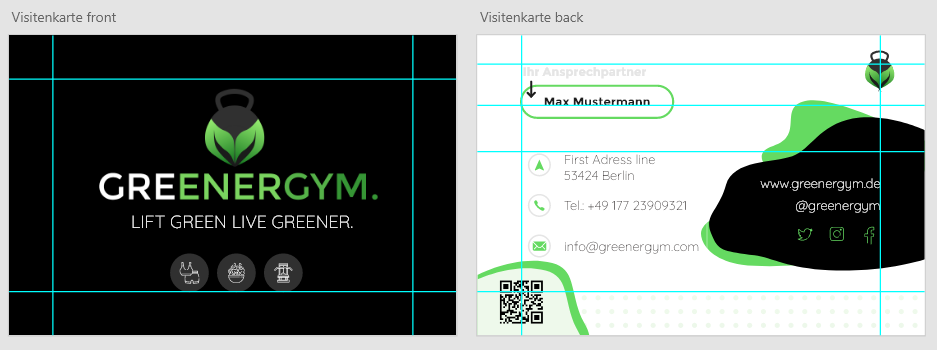 Visitenkarte front
GREENERGYM.
LIFT GREEN LIVE GREENER.
Visitenkarte back
Ihr Ansprechpartner
Max Mustermann
First Adress line
53424 Berlin
Tel.: +49 177 23909321
info@greenergym.com
www.greenergym.de
@greenergym